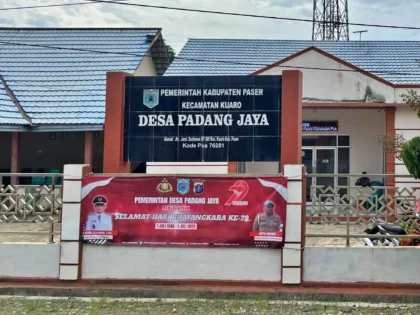 PEMERINTAH KABUPATEN PASER
KECAMATAN KUARO
DESA PADANG JAYA
Kode Pos 76281
PEMERINTAH DESA PADANG JAYA
SELAMAT HARI BHAYANGKARA KE-79